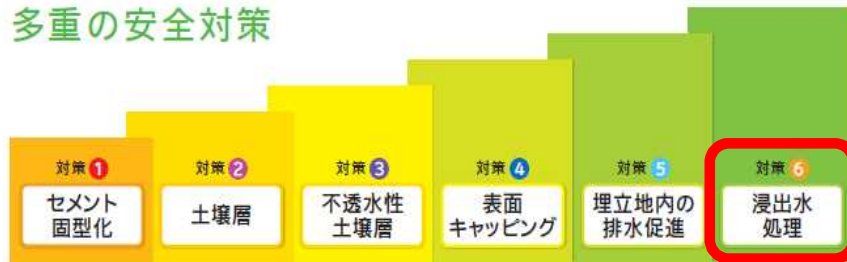 多重の安全対策
対策1
セメント
固型化
対策2
土壌層
対策3
不透水性
土壌層
対策4
表面
キャッピング
対策5
埋立地内の
排水促進
対策6
浸出水
処理